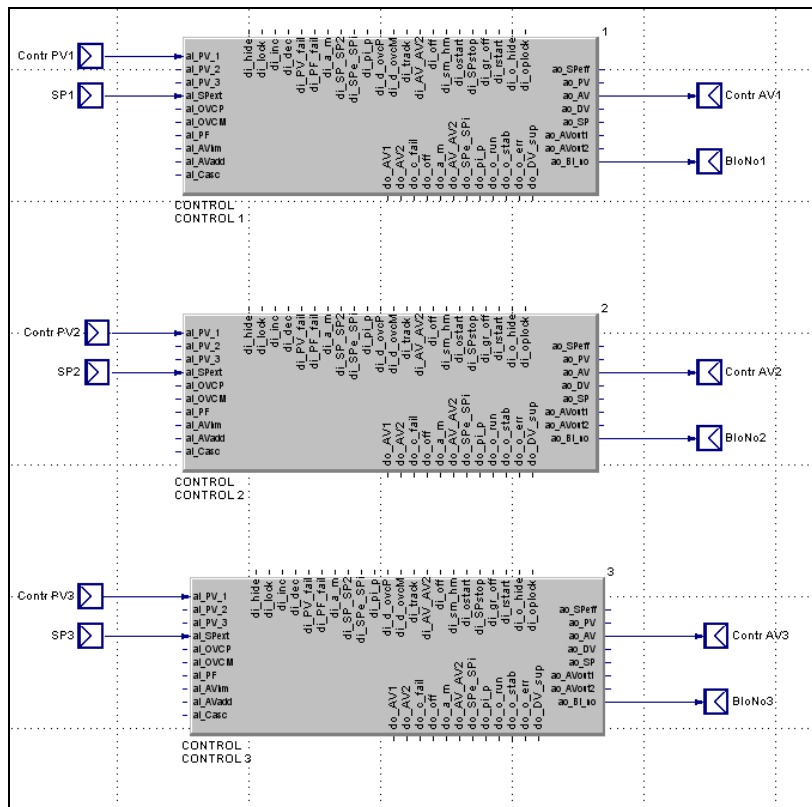 1
Contr PV1
SP1
ai_PV_1
ai_PV_2
ai_PV_3
ai_SPext
ai_OVCP
ai_OVCM
ai_PF
ai_AVlim
ai_AVadd
ai_Casc
di_hide
di_lock
di_inc
di_dec
di_PV_fail
di_PF_fail
di_a_m
di_SP_SP2
di_SPe_SPi
di_pi_p
di_d_ovcP
di_d_ovcM
di_track
di_AV_AV2
di_off
di_sm_hm
di_ostart
di_SPstop
di_gr_off
di_rstart
di_o_hide
di_oplock
do_AV1
do_AV2
do_c_fail
do_off
do_a_m
do_AV_AV2
do_SPe_SPi
do_pi_p
do_o_run
do_o_stab
do_o_err
do_DV_sup
ao_SPeff
ao_PV
ao_AV
ao_DV
ao_SP
ao_AVout1
ao_AVout2
ao_Bl_no
Contr AV1
BloNo1
CONTROL
CONTROL 1
2
Contr PV2
SP2
ai_PV_1
ai_PV_2
ai_PV_3
ai_SPext
ai_OVCP
ai_OVCM
ai_PF
ai_AVlim
ai_AVadd
ai_Casc
di_hide
di_lock
di_inc
di_dec
di_PV_fail
di_PF_fail
di_a_m
di_SP_SP2
di_SPe_SPi
di_pi_p
di_d_ovcP
di_d_ovcM
di_track
di_AV_AV2
di_off
di_sm_hm
di_ostart
di_SPstop
di_gr_off
di_rstart
di_o_hide
di_oplock
do_AV1
do_AV2
do_c_fail
do_off
do_a_m
do_AV_AV2
do_SPe_SPi
do_pi_p
do_o_run
do_o_stab
do_o_err
do_DV_sup
ao_SPeff
ao_PV
ao_AV
ao_DV
ao_SP
ao_AVout1
ao_AVout2
ao_Bl_no
Contr AV2
BloNo2
CONTROL
CONTROL 2
3
Contr PV3
SP3
ai_PV_1
ai_PV_2
ai_PV_3
ai_SPext
ai_OVCP
ai_OVCM
ai_PF
ai_AVlim
ai_AVadd
ai_Casc
di_hide
di_lock
di_inc
di_dec
di_PV_fail
di_PF_fail
di_a_m
di_SP_SP2
di_SPe_SPi
di_pi_p
di_d_ovcP
di_d_ovcM
di_track
di_AV_AV2
di_off
di_sm_hm
di_ostart
di_SPstop
di_gr_off
di_rstart
di_o_hide
di_oplock
do_AV1
do_AV2
do_c_fail
do_off
do_a_m
do_AV_AV2
do_SPe_SPi
do_pi_p
do_o_run
do_o_stab
do_o_err
do_DV_sup
ao_SPeff
ao_PV
ao_AV
ao_DV
ao_SP
ao_AVout1
ao_AVout2
ao_Bl_no
Contr AV3
BloNo3
CONTROL
CONTROL 3